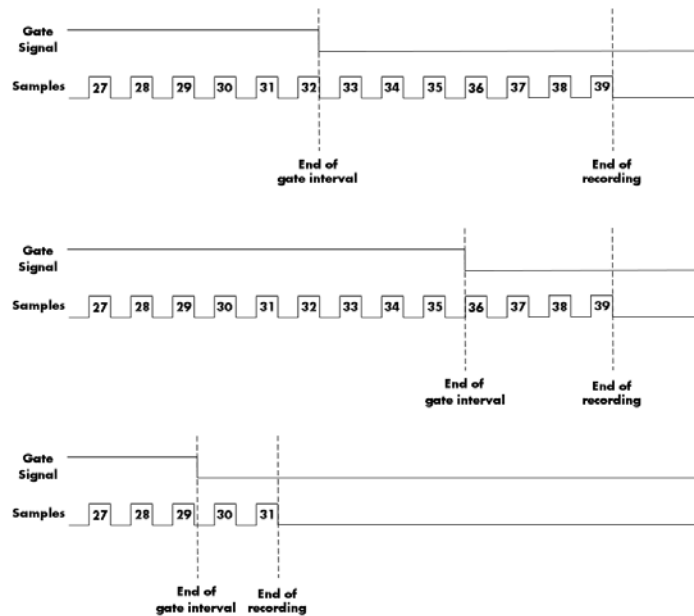 Gate
Signal
Samples 27 28 29 30 31 32 33 34 35 36 37 38 39
End of
gate interval
End of
recording
Gate
Signal
Samples 27 28 29 30 31 32 33 34 35 36 37 38 39
End of
gate interval
End of
recording
Gate
Signal
Samples 27 28 29 30 31
End of
gate interval
End of
recording